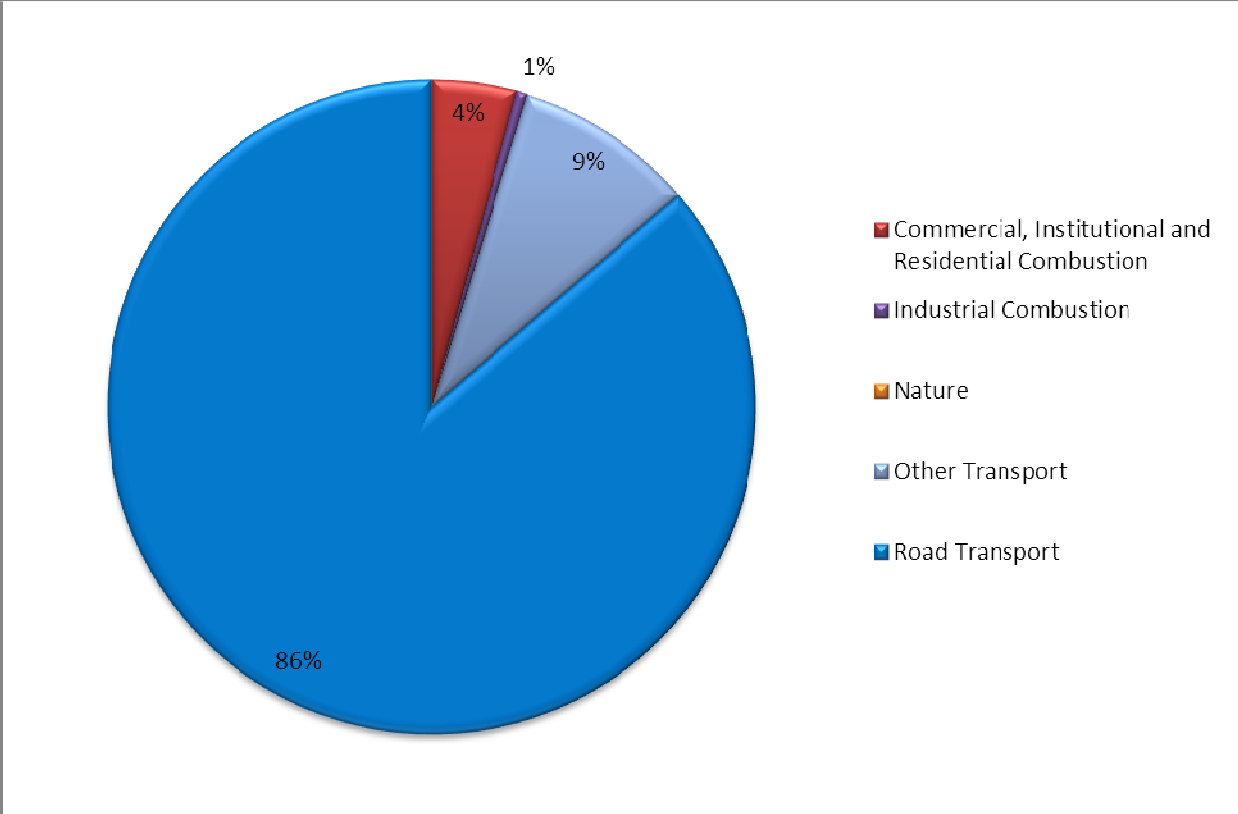 1%
4%
9%
Commercial, Institutional and
Residential Combustion
Industrial Combustion
Nature
Other Transport
Road Transport
86%